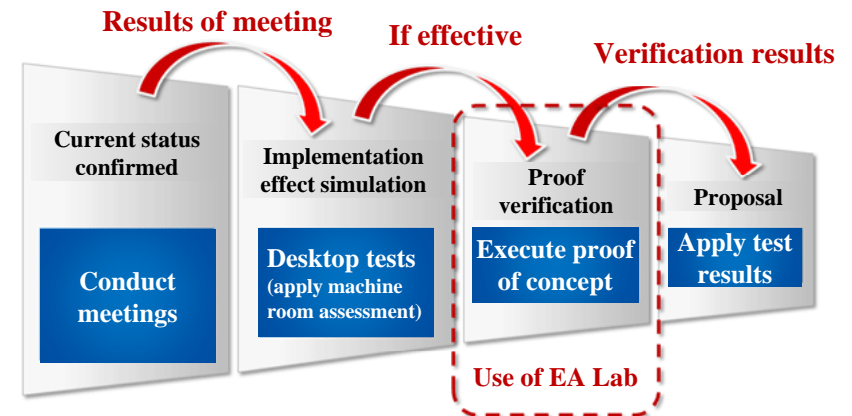 Results of meeting
If effective
Verification results
Current status
confirmed
Conduct
meetings
Implementation
effect simulation
Desktop tests
(apply machine
room assessment)
Proof
verification
Execute proof
of concept
Use of EA Lab
Proposal
Apply test
results